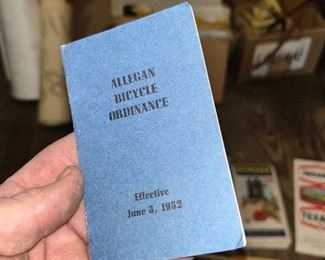 ALLEGAN
BICYCLE
ORDINANCE
Effective
June 5, 1952